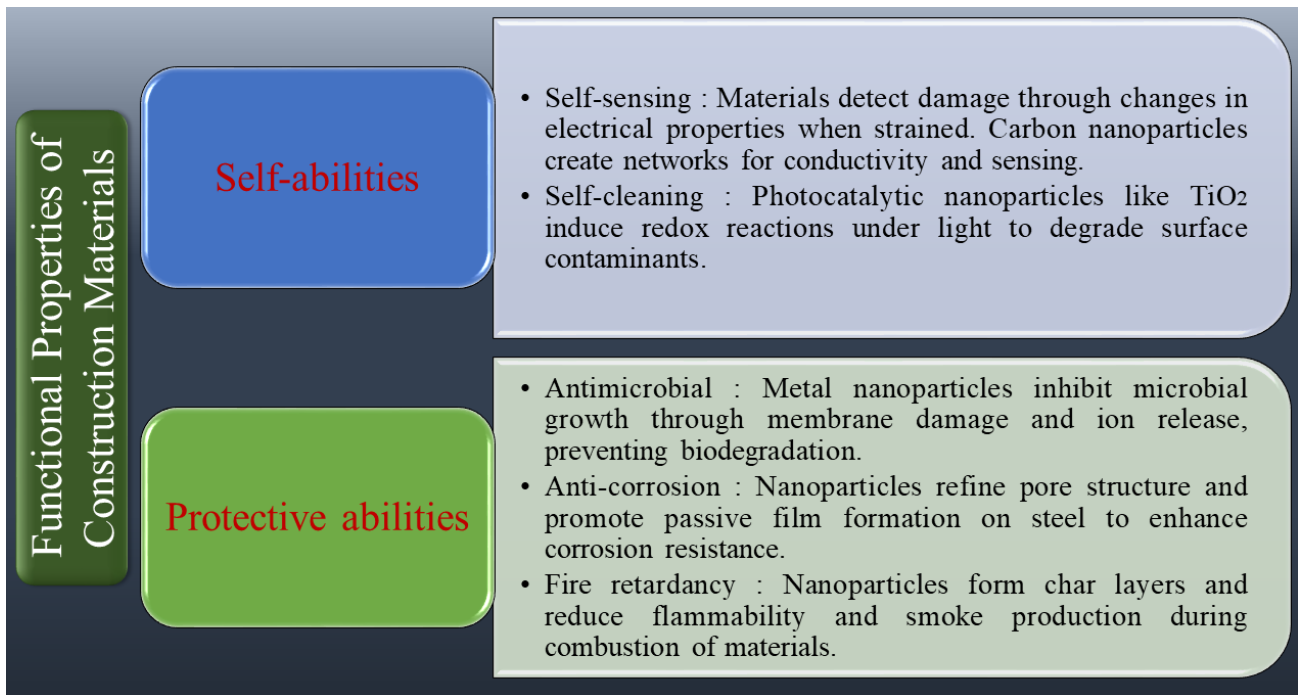 Functional Properties of
Construction Materials
Self-abilities
• Self-sensing : Materials detect damage through changes in
electrical properties when strained. Carbon nanoparticles
create networks for conductivity and sensing.
• Self-cleaning : Photocatalytic nanoparticles like TiO2
induce redox reactions under light to degrade surface
contaminants.
Protective abilities
• Antimicrobial : Metal nanoparticles inhibit microbial
growth through membrane damage and ion release,
preventing biodegradation.
• Anti-corrosion : Nanoparticles refine pore structure and
promote passive film formation on steel to enhance
corrosion resistance.
• Fire retardancy : Nanoparticles form char layers and
reduce flammability and smoke production during
combustion of materials.